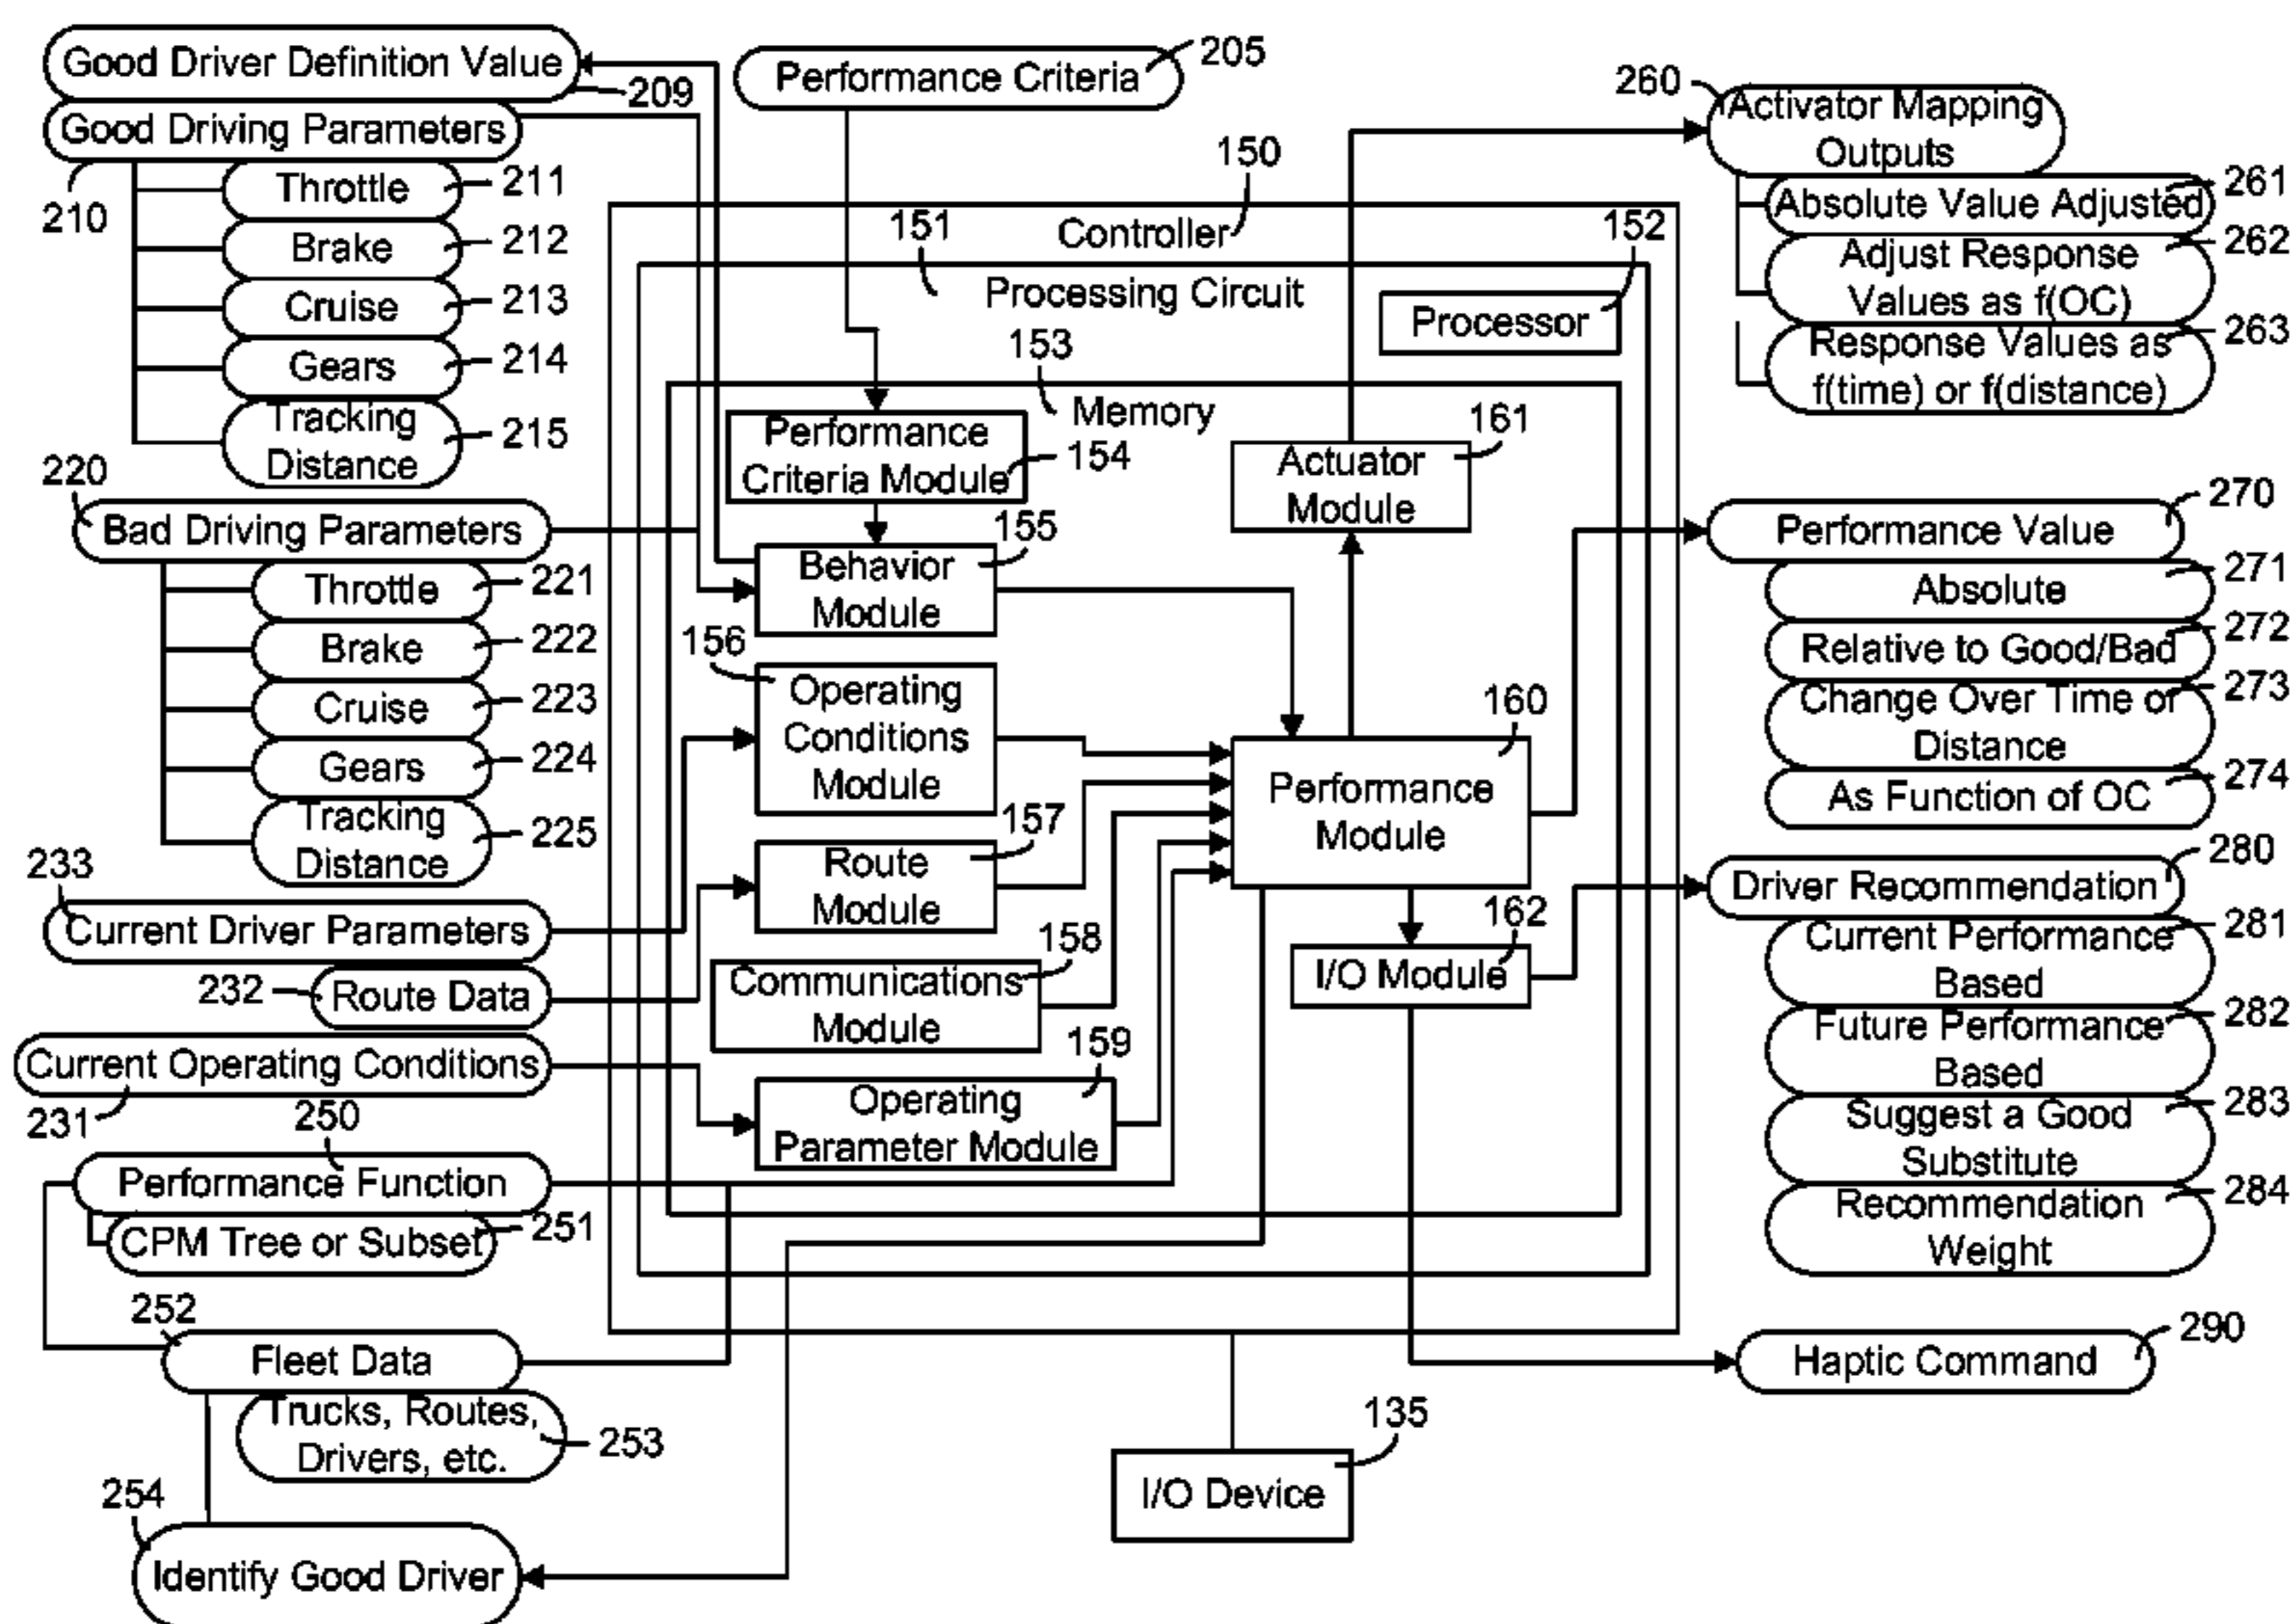 Good Driver Definition Value
209
Good Driving Parameters
210
Throttle
211
Brake
212
Cruise
213
Gears
214
Tracking
Distance
215
220
Bad Driving Parameters
Throttle
221
Brake
222
Cruise
223
Gears
224
Tracking
Distance
225
233
Current Driver Parameters
232
Route Data
Current Operating Conditions
231
250
Performance Function
CPM Tree or Subset
251
252
Fleet Data
Trucks, Routes,
Drivers, etc.
253
254
Identify Good Driver
Performance Criteria
205
150
Controller
151
Processing Circuit
152
Processor
153
Memory
Performance
Criteria Module
154
155
Behavior
Module
156
Operating
Conditions
Module
157
Route
Module
158
Communications
Module
159
Operating
Parameter Module
161
Actuator
Module
160
Performance
Module
162
I/O Module
135
I/O Device
260
Activator Mapping
Outputs
261
Absolute Value Adjusted
262
Adjust Response
Values as f(OC)
263
Response Values as
f(time) or f(distance)
270
Performance Value
271
Absolute
272
Relative to Good/Bad
273
Change Over Time or
Distance
274
As Function of OC
280
Driver Recommendation
281
Current Performance
Based
282
Future Performance
Based
283
Suggest a Good
Substitute
284
Recommendation
Weight
290
Haptic Command